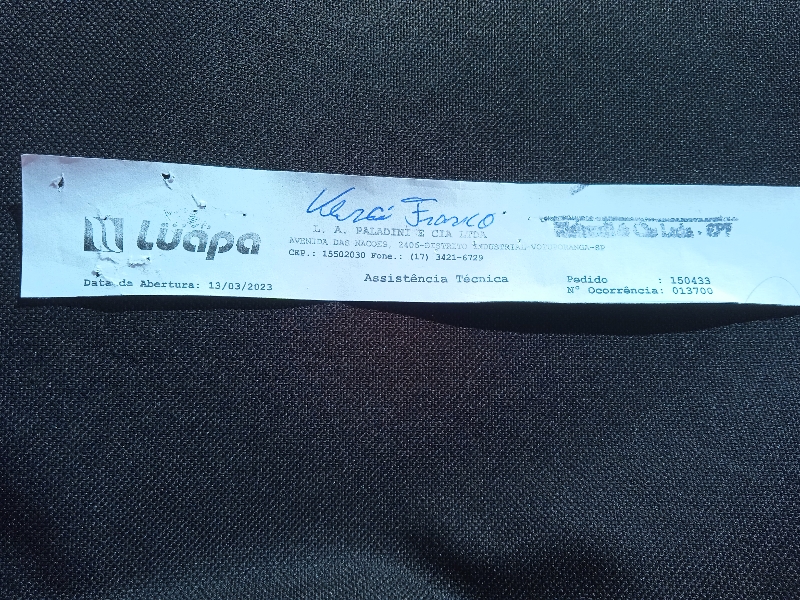 Franco
Luapa
L. A. PALADINI E CIA LTDA
AVENIDA DAS NACOES, 2406-DISTRITO INDUSTRIAL-VOTUPORANGA-SP
CEP.: 15502030 Fone.: (17) 3421-6729
Data da Abertura: 13/03/2023
Assistência Técnica
Pedido : 150433
Nº Ocorrência: 013700